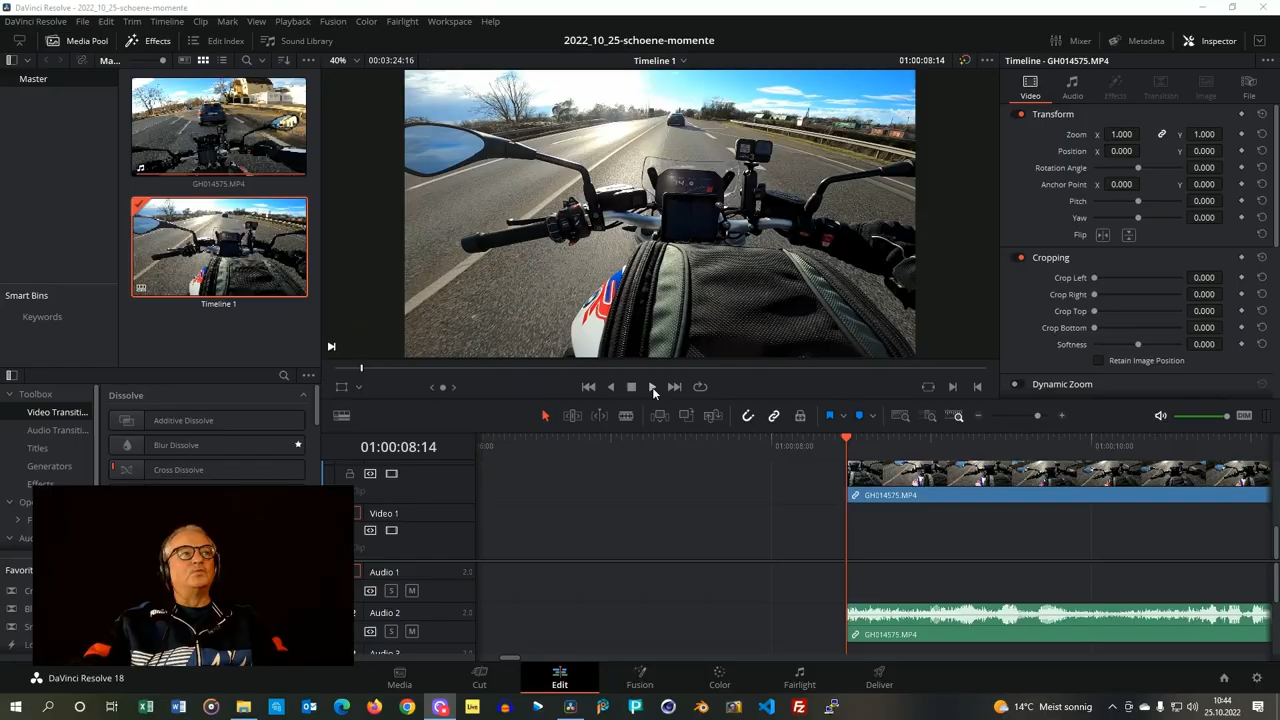 DaVinci Resolve - 2022_10_25-schoene-momente
DaVinci Resolve File Edit Trim Timeline Clip Mark View Playback Fusion Color Fairlight Workspace Help
Media Pool Effects Edit Index Sound Library 2022_10_25-schoene-momente Mixer Metadata Inspector
Ma... 40% 00:03:24:16 Timeline 1 01:00:08:14 Timeline - GH014575.MP4
Master
Video Audio Effects Transition Image File
Transform
Zoom X 1.000 Y 1.000
Position X 0.000 Y 0.000
Rotation Angle 0.000
Anchor Point X 0.000 Y 0.000
Pitch 0.000
Yaw 0.000
Flip
GH014575.MP4
Timeline 1
Smart Bins
Keywords
Cropping
Crop Left 0.000
Crop Right 0.000
Crop Top 0.000
Crop Bottom 0.000
Softness 0.000
Retain Image Position
Dynamic Zoom
Toolbox
Video Transiti...
Audio Transiti...
Titles
Generators
Effects
Dissolve
Additive Dissolve
Blur Dissolve
Cross Dissolve
DIM
01:00:08:14
01:00:08:00 01:00:10:00
GH014575.MP4
Video 1
Audio 1 2.0
S M
Audio 2 2.0
S M
GH014575.MP4
Favorit
DaVinci Resolve 18
Media Cut Edit Fusion Color Fairlight Deliver
Live
14°C Meist sonnig
10:44
25.10.2022